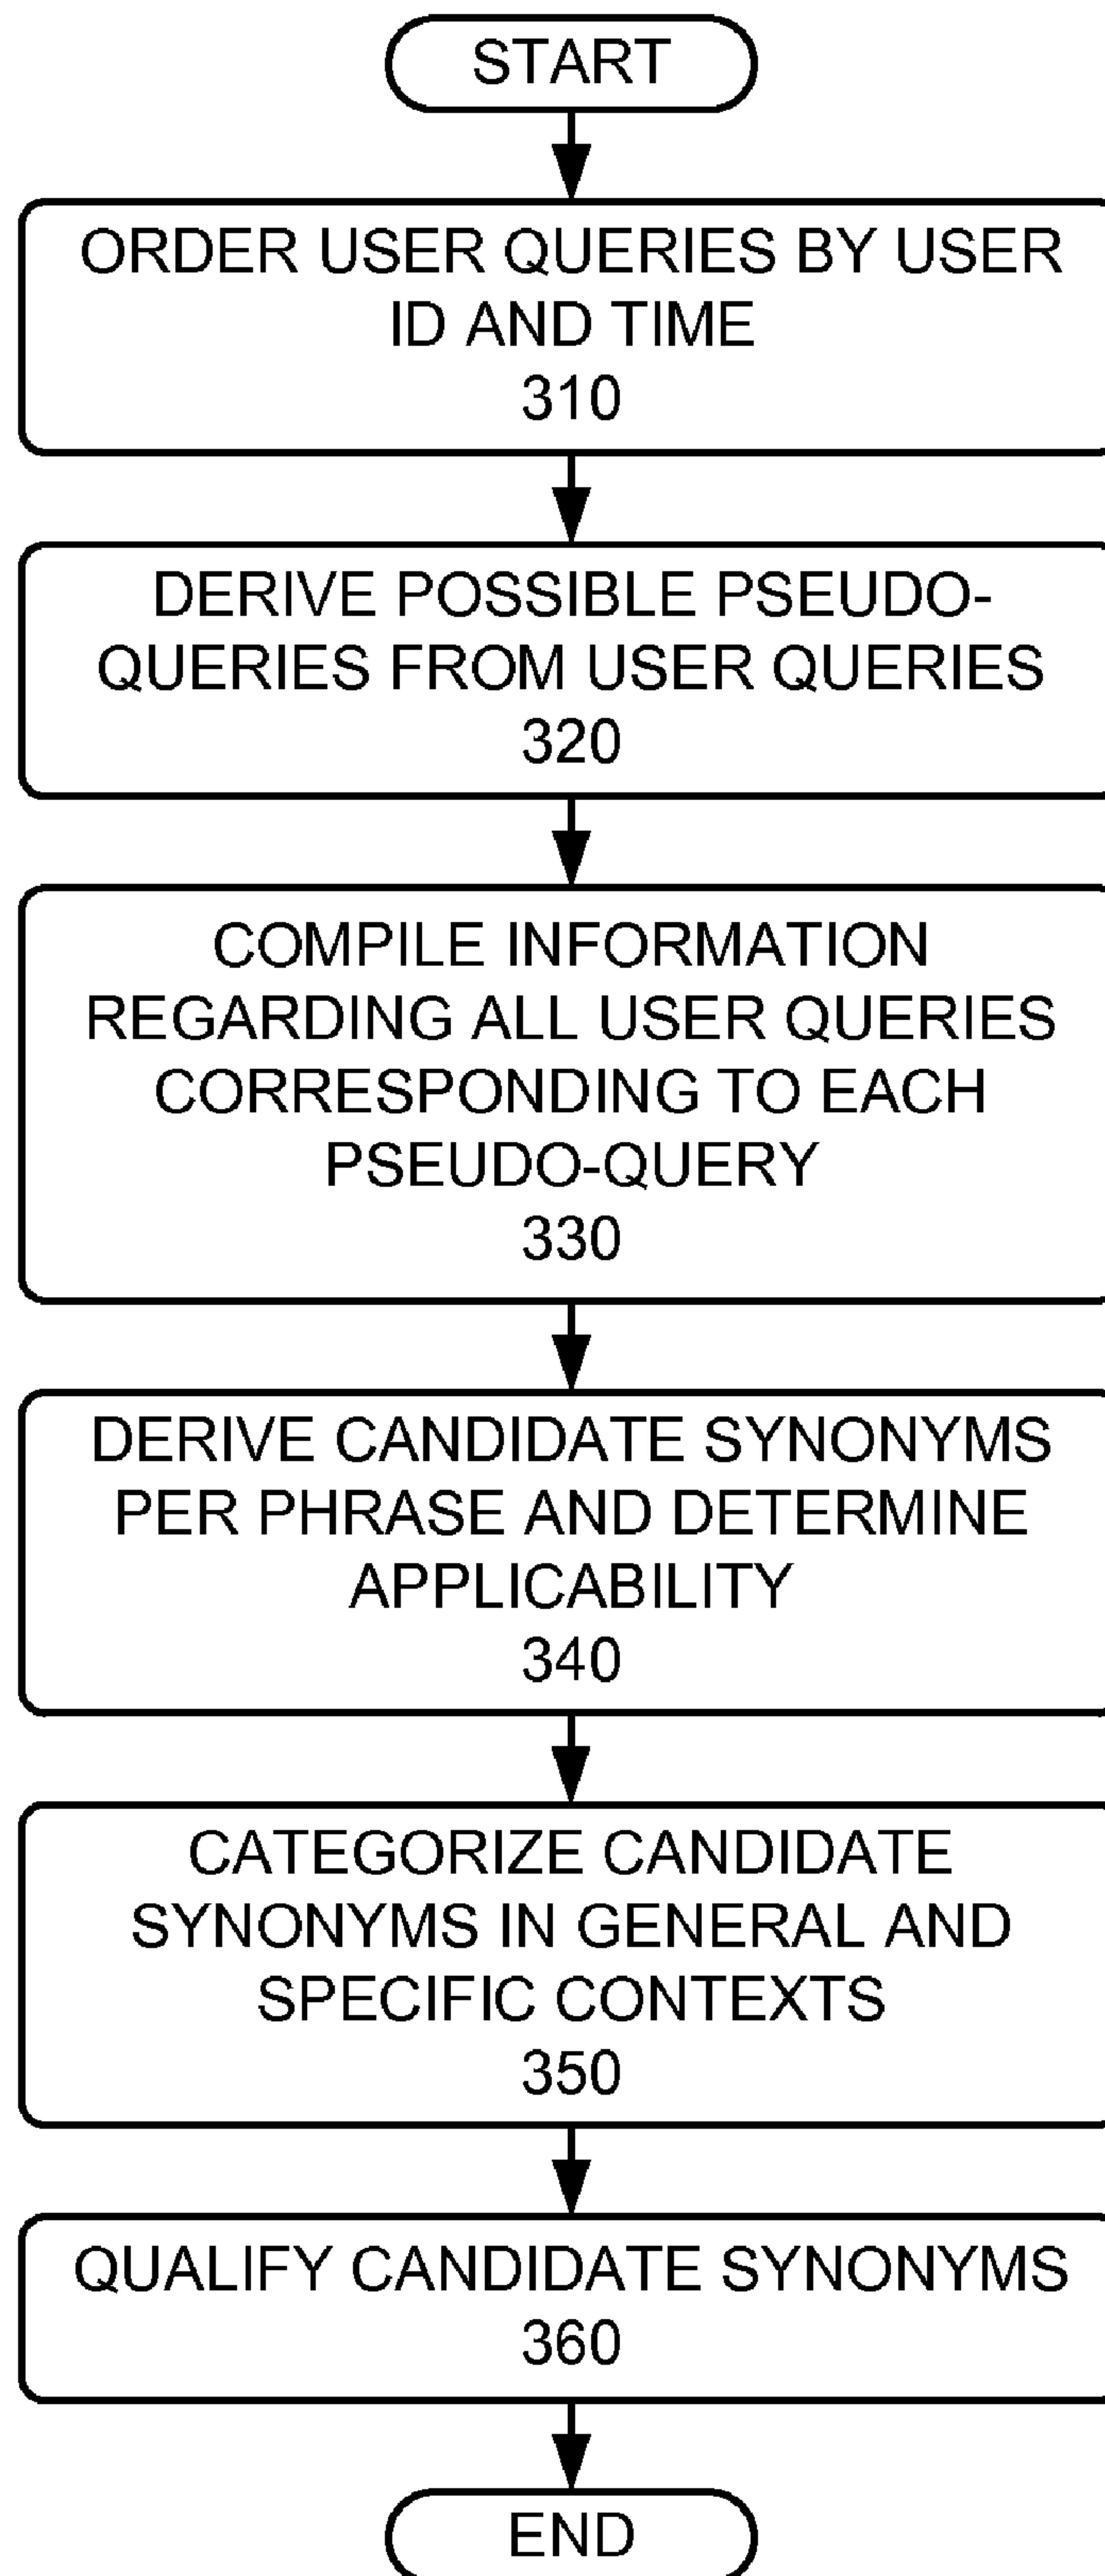 START
ORDER USER QUERIES BY USER
ID AND TIME
310
DERIVE POSSIBLE PSEUDO-
QUERIES FROM USER QUERIES
320
COMPILE INFORMATION
REGARDING ALL USER QUERIES
CORRESPONDING TO EACH
PSEUDO-QUERY
330
DERIVE CANDIDATE SYNONYMS
PER PHRASE AND DETERMINE
APPLICABILITY
340
CATEGORIZE CANDIDATE
SYNONYMS IN GENERAL AND
SPECIFIC CONTEXTS
350
QUALIFY CANDIDATE SYNONYMS
360
END